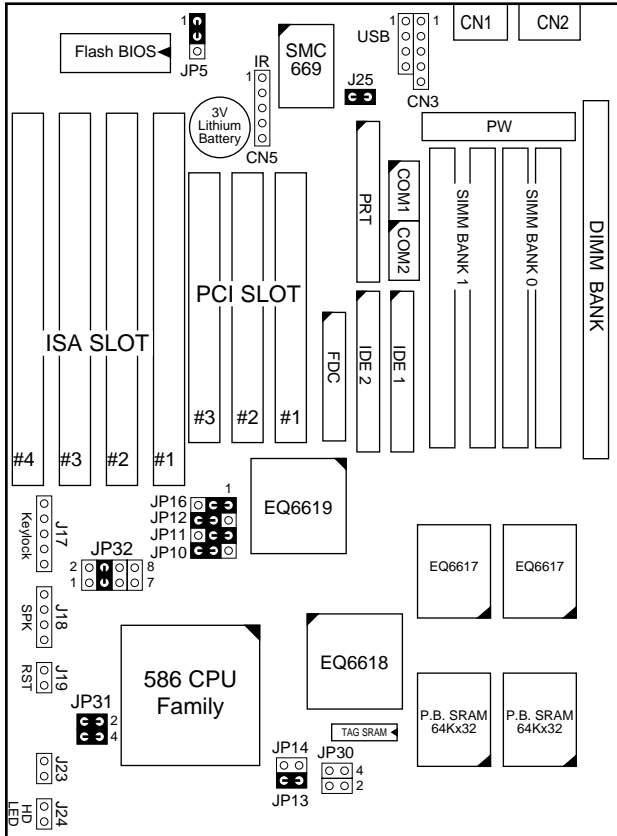 1
Flash BIOS
JP5
IR
1
CN5
3V
Lithium
Battery
SMC
669
J25
USB
1
1
CN3
CN1
CN2
PW
PRT
COM1
COM2
SIMM BANK 1
SIMM BANK 0
DIMM BANK
ISA SLOT
PCI SLOT
FDC
IDE 2
IDE 1
#4
#3
#2
#1
#3
#2
#1
1
JP16
JP12
JP11
JP10
EQ6619
J17
Keylock
JP32
2
8
1
7
EQ6617
EQ6617
J18
SPK
J19
RST
586 CPU
Family
EQ6618
JP31
2
4
P.B. SRAM
64Kx32
P.B. SRAM
64Kx32
TAG SRAM
JP14
JP13
JP30
4
2
J23
J24
HD
LED